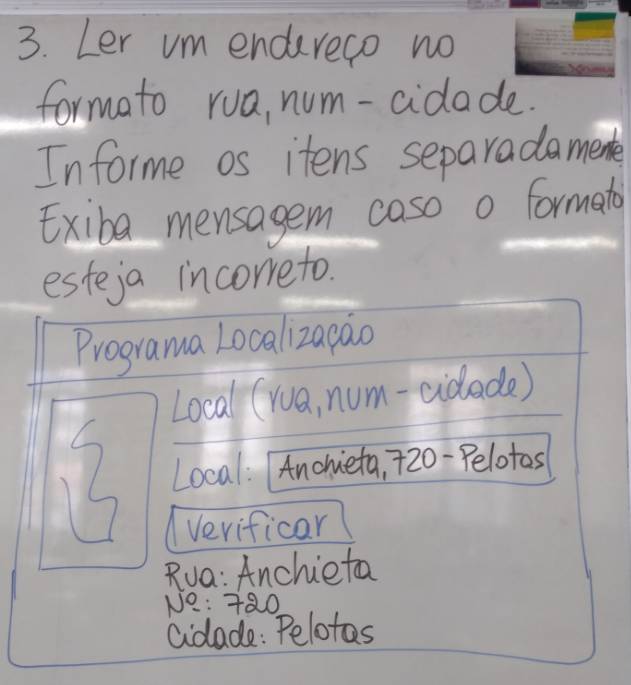 3. Ler um endereço no
formato rua, num - cidade.
Informe os itens separadamente
Exiba mensagem caso o formato
esteja incorreto.
Programa Localização
Local (rua, num - cidade)
Local: Anchieta, 720 - Pelotas
Verificar
Rua: Anchieta
Nº: 720
Cidade: Pelotas